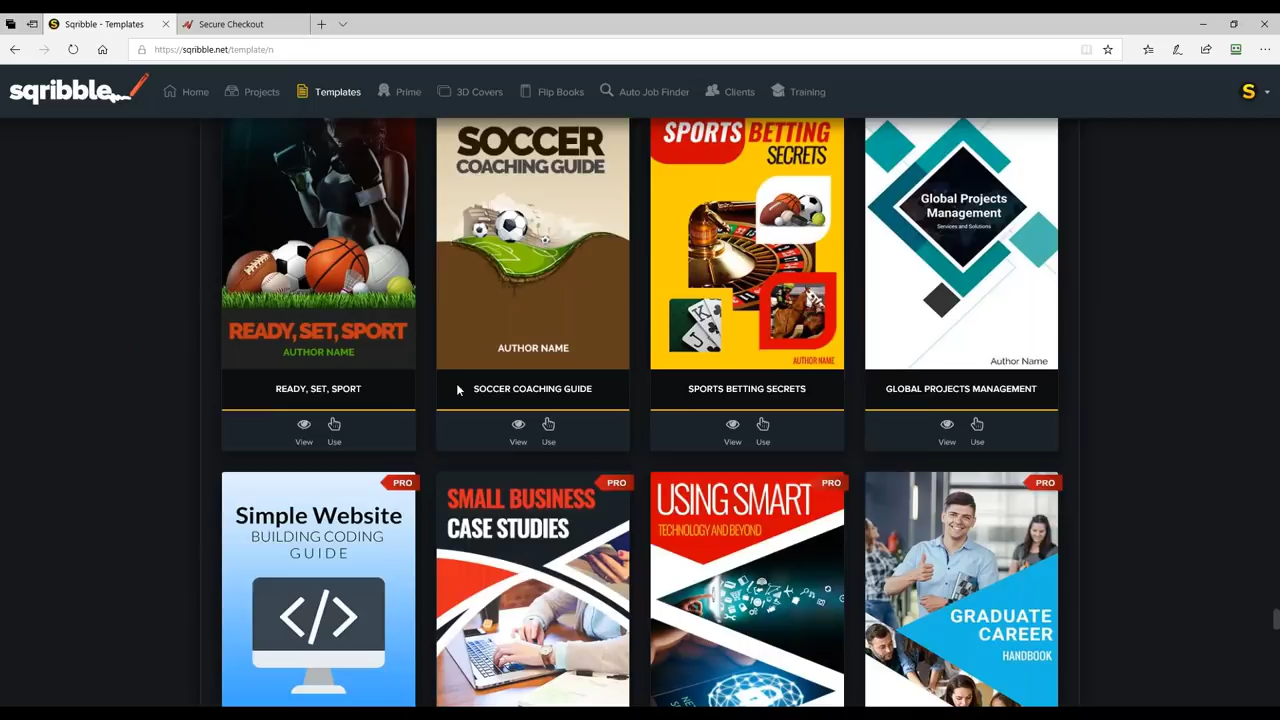 Sqribble - Templates
Secure Checkout
https://sqribble.net/template/n
sqribble
Home
Projects
Templates
Prime
3D Covers
Flip Books
Auto Job Finder
Clients
Training
S
READY, SET, SPORT
AUTHOR NAME
READY, SET, SPORT
View
Use
SOCCER
COACHING GUIDE
AUTHOR NAME
SOCCER COACHING GUIDE
View
Use
SPORTS BETTING
SECRETS
K
J
AUTHOR NAME
SPORTS BETTING SECRETS
View
Use
Global Projects
Management
Services and Solutions
Author Name
GLOBAL PROJECTS MANAGEMENT
View
Use
PRO
Simple Website
BUILDING CODING
GUIDE
</>
PRO
SMALL BUSINESS
CASE STUDIES
PRO
USING SMART
TECHNOLOGY AND BEYOND
PRO
GRADUATE
CAREER
HANDBOOK